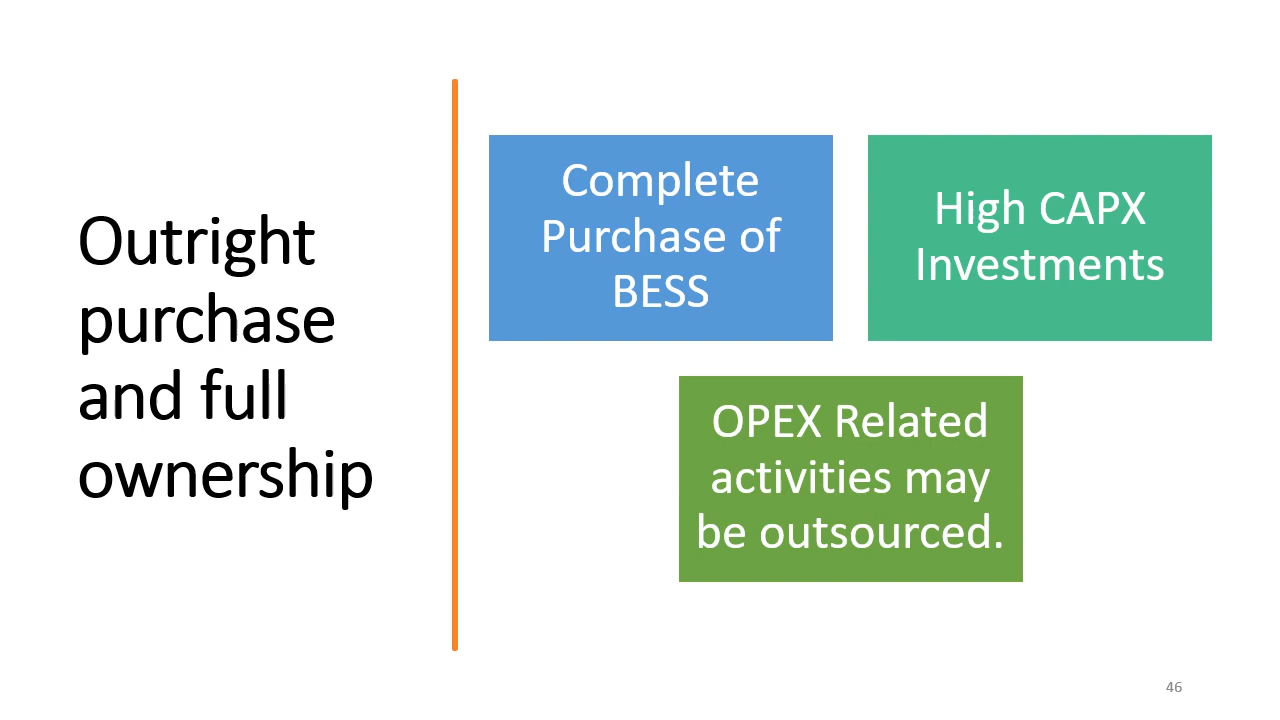 Outright
purchase
and full
ownership
Complete
Purchase of
BESS
High CAPX
Investments
OPEX Related
activities may
be outsourced.
46